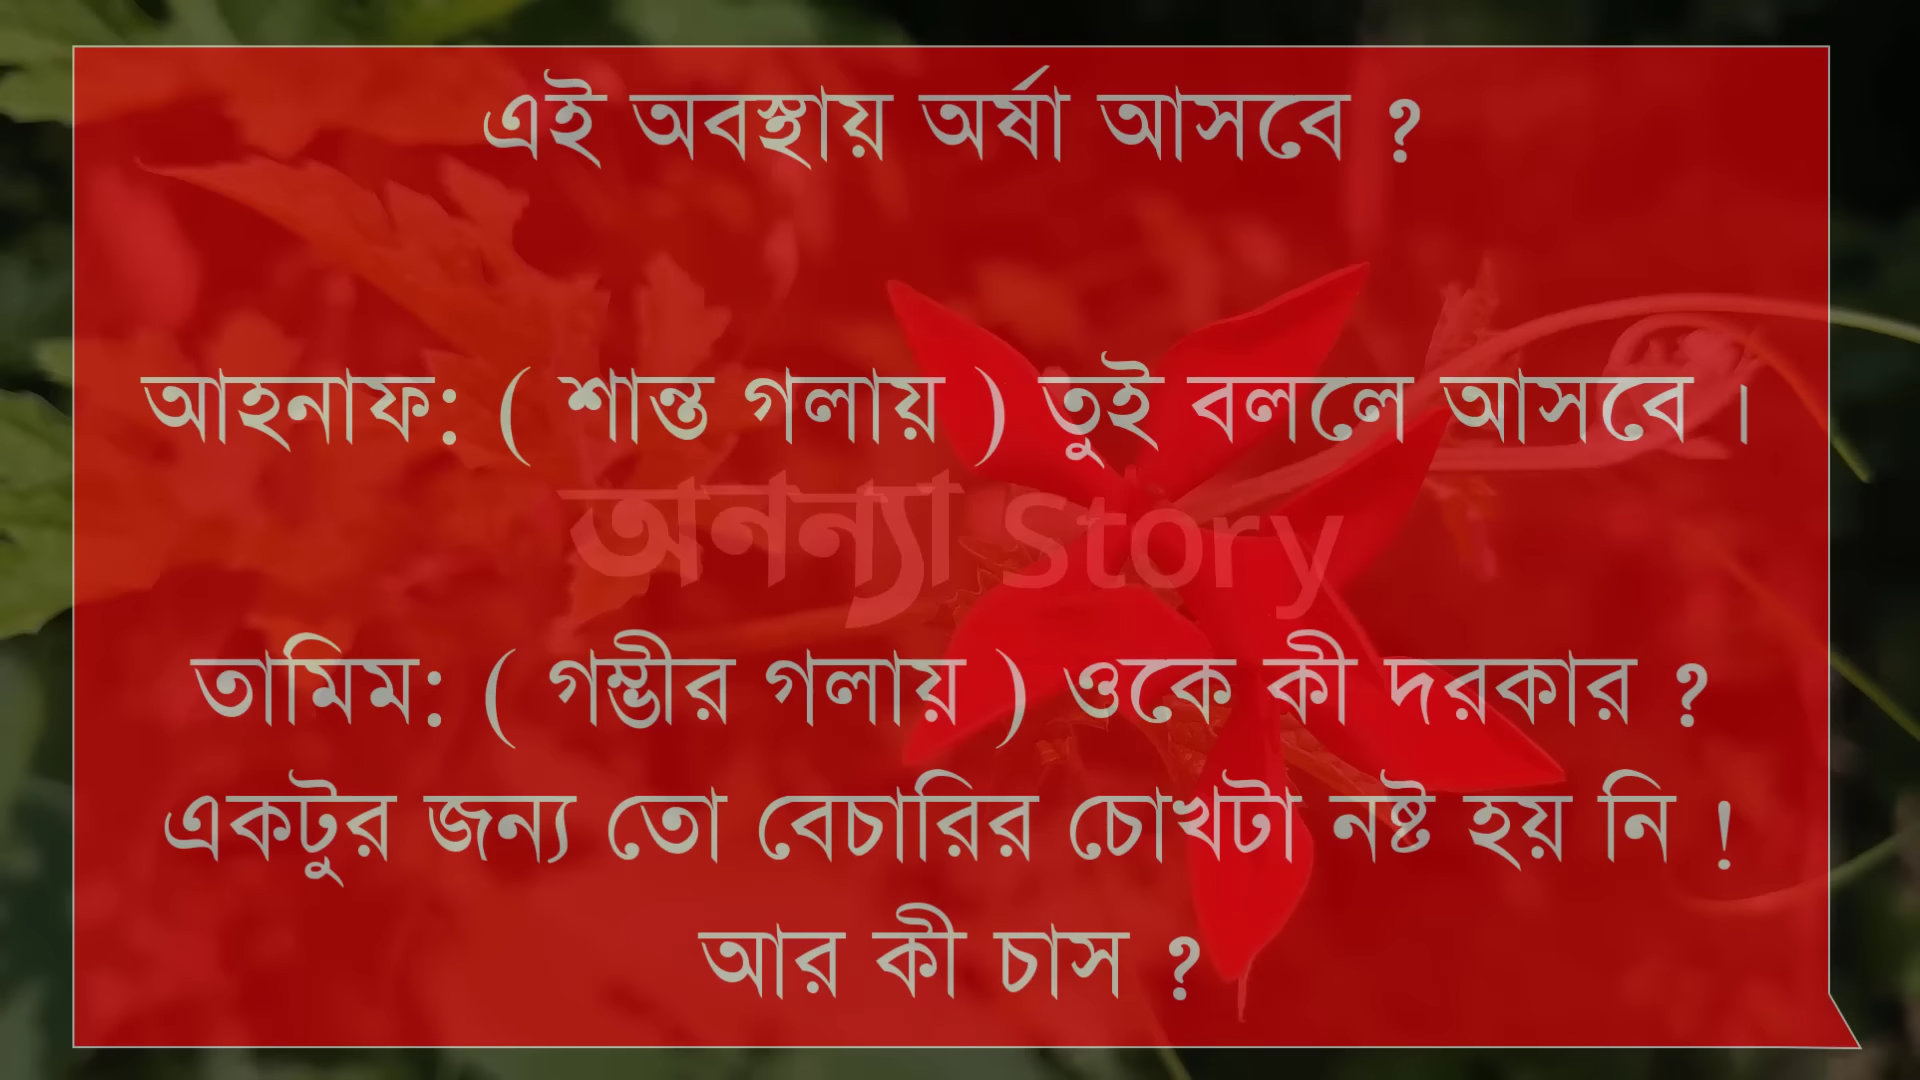 এই অবস্থায় অর্ষা আসবে ?
আহনাফ: ( শান্ত গলায় ) তুই বললে আসবে ।
অনন্যা Story
তামিম: ( গম্ভীর গলায় ) ওকে কী দরকার ?
একটুর জন্য তো বেচারির চোখটা নষ্ট হয় নি !
আর কী চাস ?